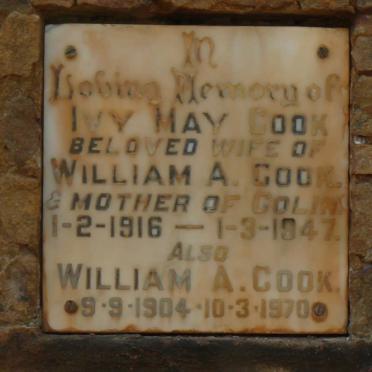 In
Loving Memory of
IVY MAY COOK
BELOVED WIFE OF
WILLIAM A. COOK.
& MOTHER OF COLIN.
1-2-1916 — 1-3-1947.
ALSO
WILLIAM A. COOK.
9·9·1904·10·3·1970